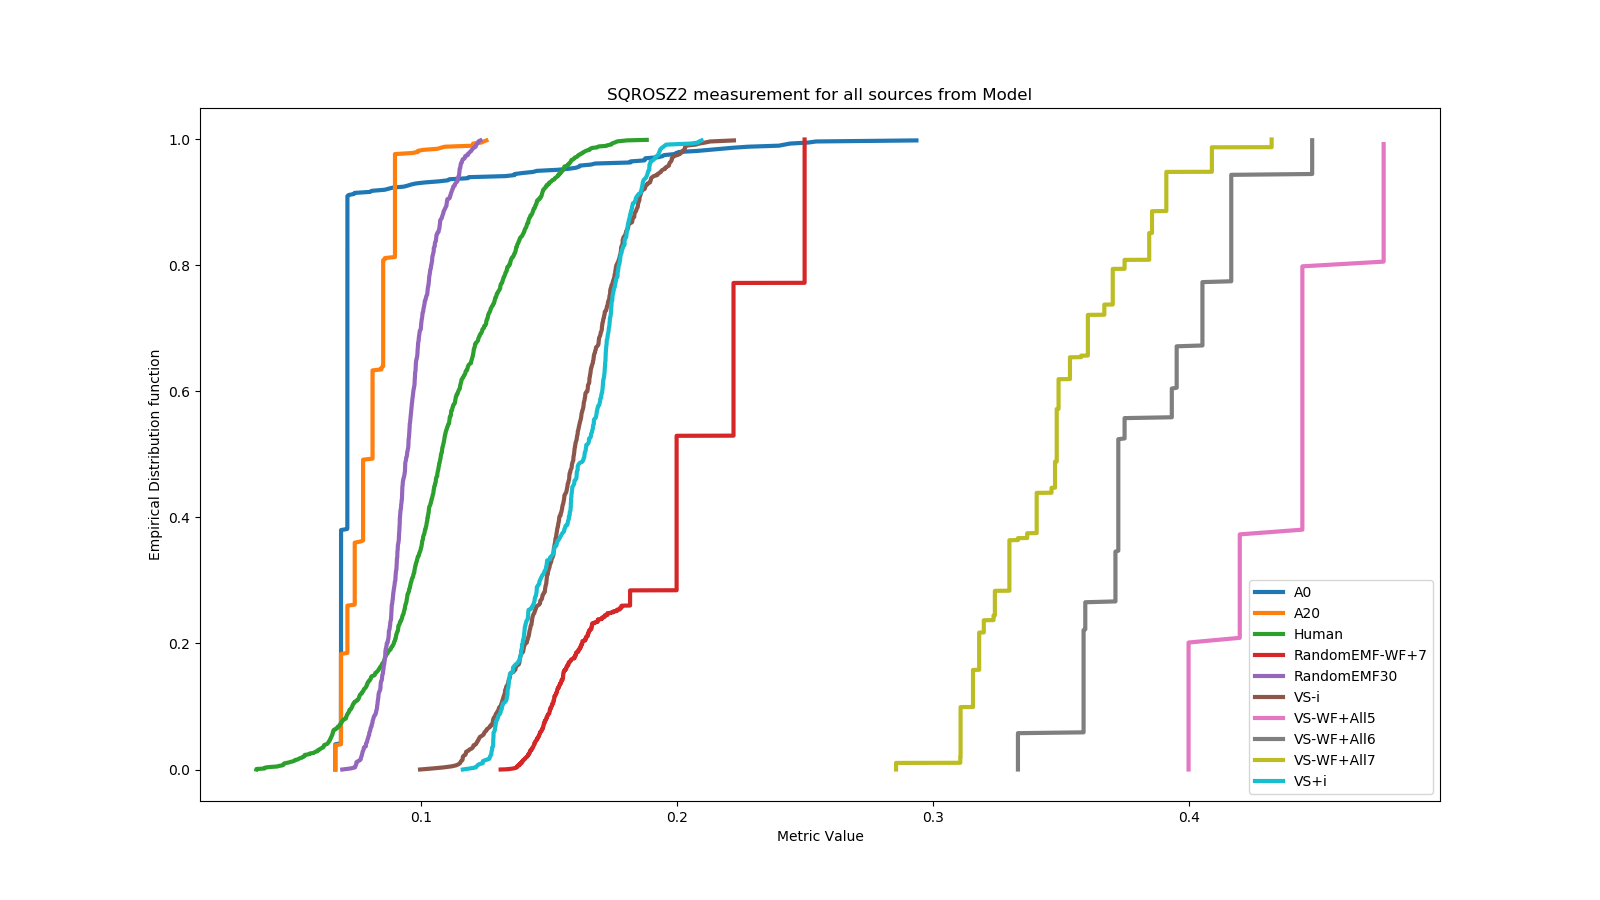 SQROSZ2 measurement for all sources from Model
1.0
0.8
0.6
0.4
0.2
0.0
Empirical Distribution function
0.1
0.2
0.3
0.4
Metric Value
A0
A20
Human
RandomEMF-WF+7
RandomEMF30
VS-i
VS-WF+All5
VS-WF+All6
VS-WF+All7
VS+i